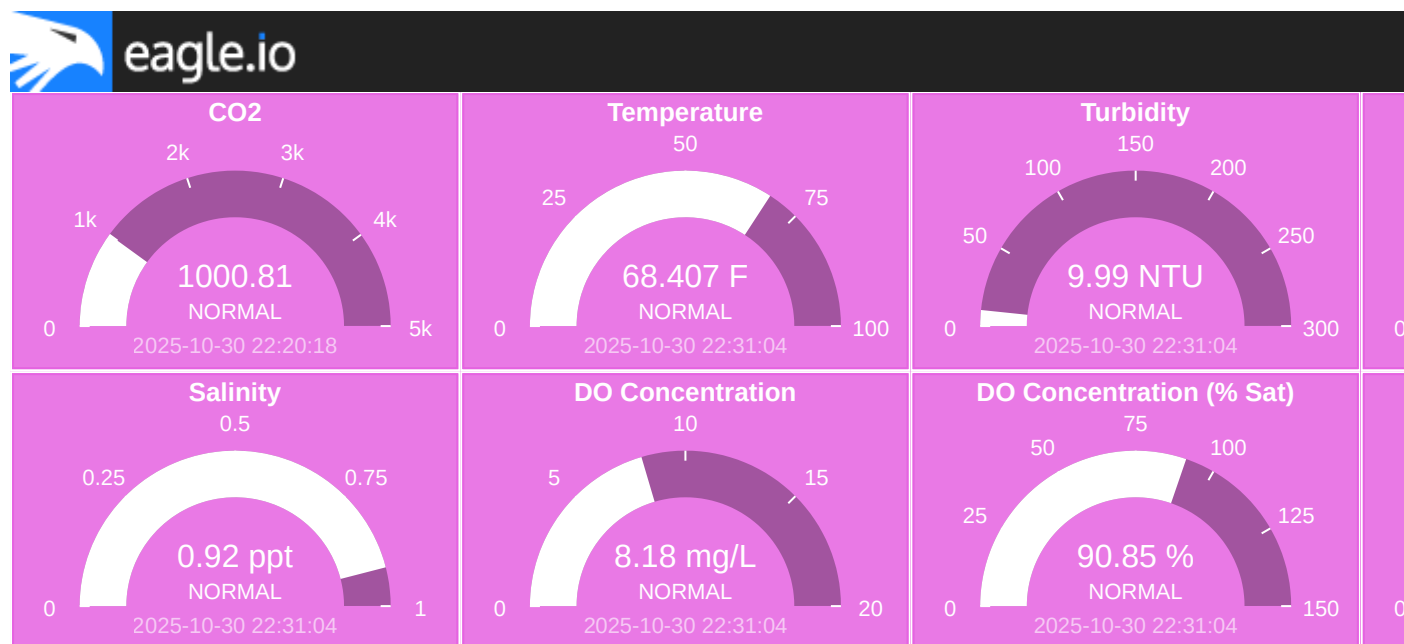 eagle.io
CO2
2k
3k
1k
4k
1000.81
NORMAL
0
5k
2025-10-30 22:20:18
Temperature
50
25
75
68.407 F
NORMAL
0
100
2025-10-30 22:31:04
Turbidity
150
100
200
50
250
9.99 NTU
NORMAL
0
300
2025-10-30 22:31:04
0
Salinity
0.5
0.25
0.75
0.92 ppt
NORMAL
0
1
2025-10-30 22:31:04
DO Concentration
10
5
15
8.18 mg/L
NORMAL
0
20
2025-10-30 22:31:04
DO Concentration (% Sat)
75
50
100
25
125
90.85 %
NORMAL
0
150
2025-10-30 22:31:04
0